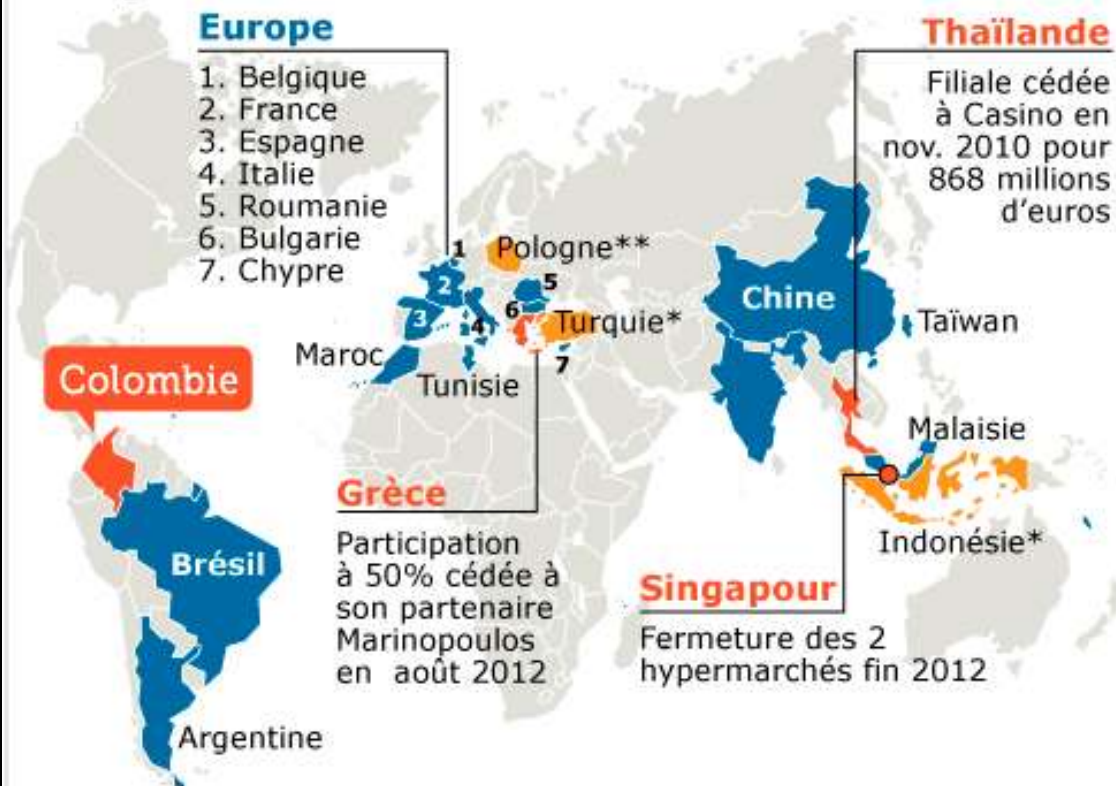 Europe
1. Belgique
2. France
3. Espagne
4. Italie
5. Roumanie
6. Bulgarie
7. Chypre
Thaïlande
Filiale cédée
à Casino en
nov. 2010 pour
868 millions
d'euros
1
Pologne**
2
5
3
4
6
Turquie*
7
Maroc
Tunisie
Chine
Taïwan
Colombie
Malaisie
Grèce
Participation
à 50% cédée à
son partenaire
Marinopoulos
en août 2012
Indonésie*
Brésil
Singapour
Fermeture des 2
hypermarchés fin 2012
Argentine